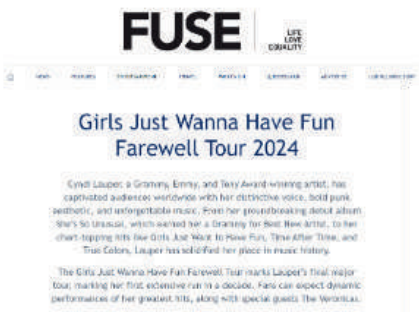 FUSE
LIFE
LOVE
EQUALITY
NEWS FEATURES ENTERTAINMENT TRAVEL
Girls Just Wanna Have Fun
Farewell Tour 2024
Cyndi Lauper, a Grammy, Emmy, and Tony Award-winning artist, has
captivated audiences worldwide with her distinctive voice, bold punk
aesthetic, and unforgettable music. From her groundbreaking debut album
She's So Unusual, which earned her a Grammy for Best New Artist, to her
chart-topping hits like Girls Just Want to Have Fun, Time After Time, and
True Colors, Lauper has solidified her place in music history.
The Girls Just Wanna Have Fun Farewell Tour marks Lauper's final major
tour, marking her first extensive run in a decade. Fans can expect dynamic
performances of her greatest hits, along with special guests The Veronicas.